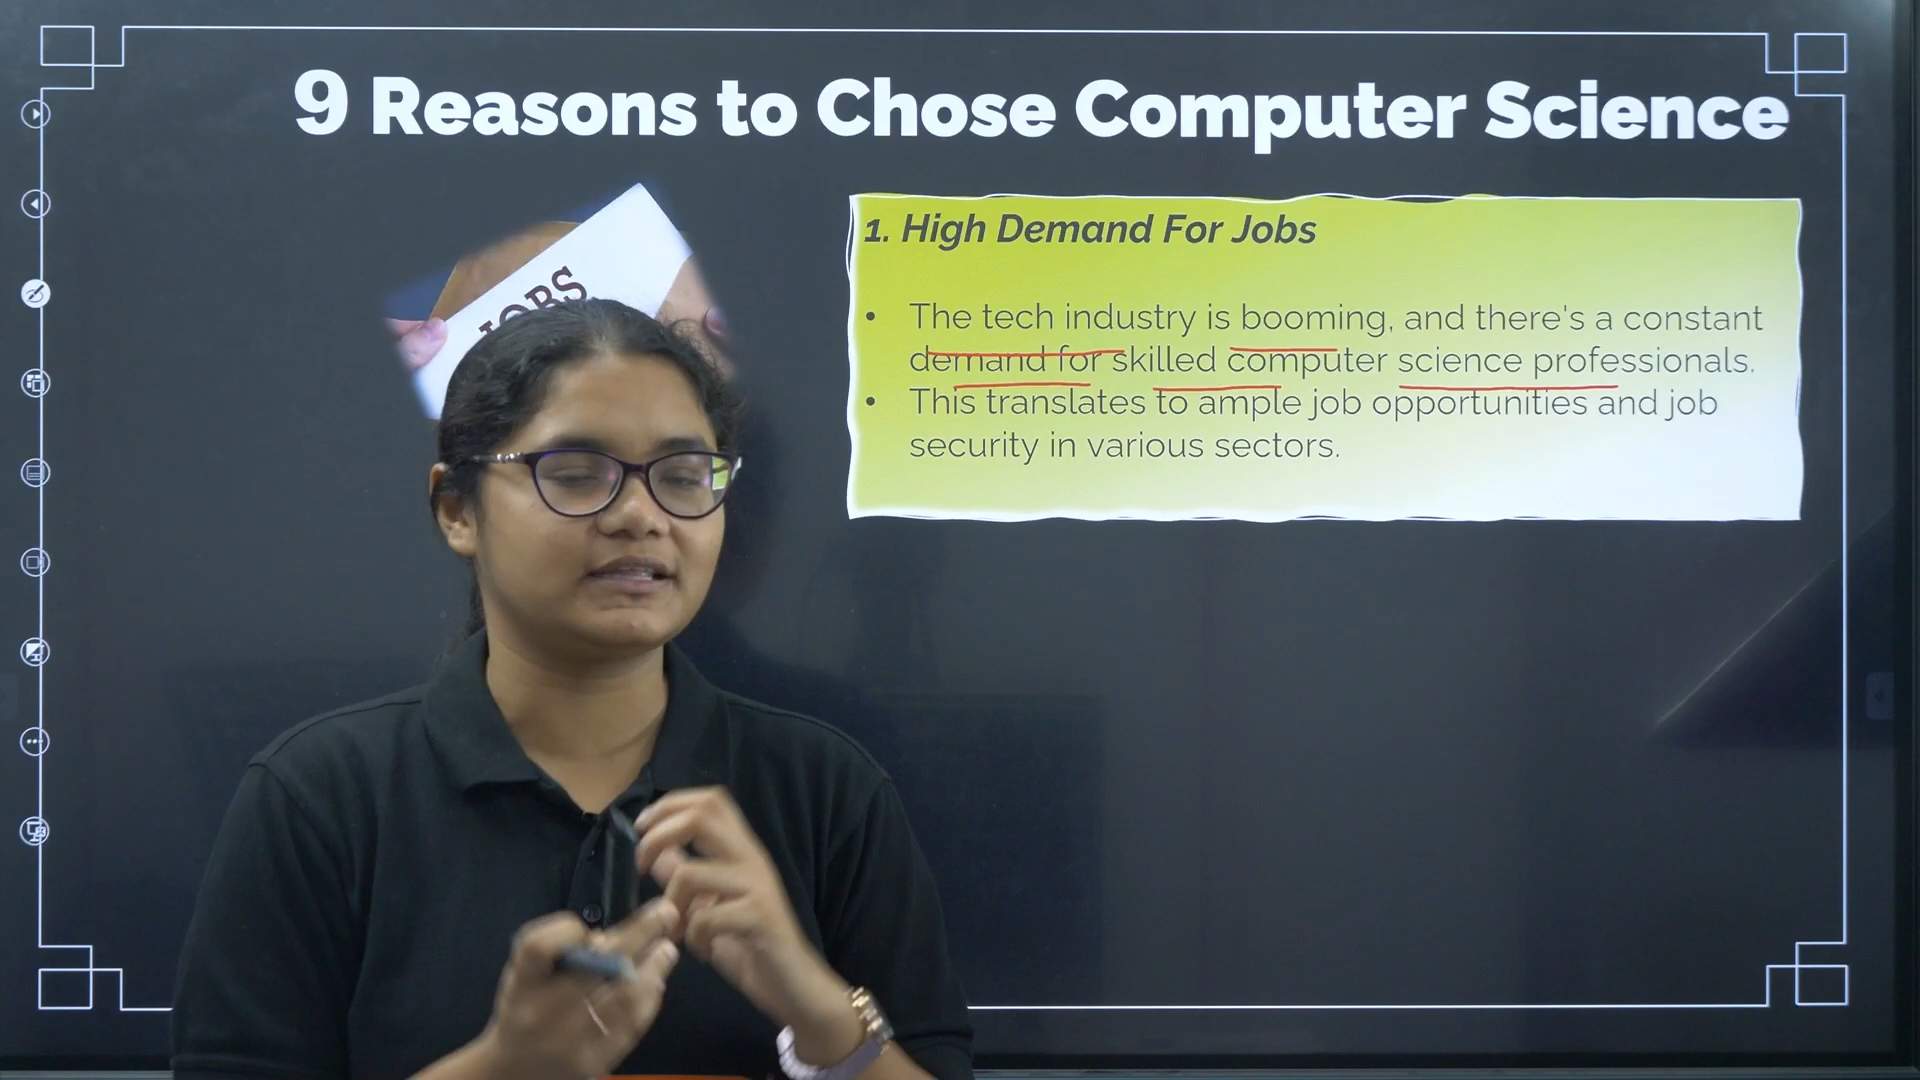 9 Reasons to Chose Computer Science
JOBS
1. High Demand For Jobs
• The tech industry is booming, and there's a constant
demand for skilled computer science professionals.
• This translates to ample job opportunities and job
security in various sectors.